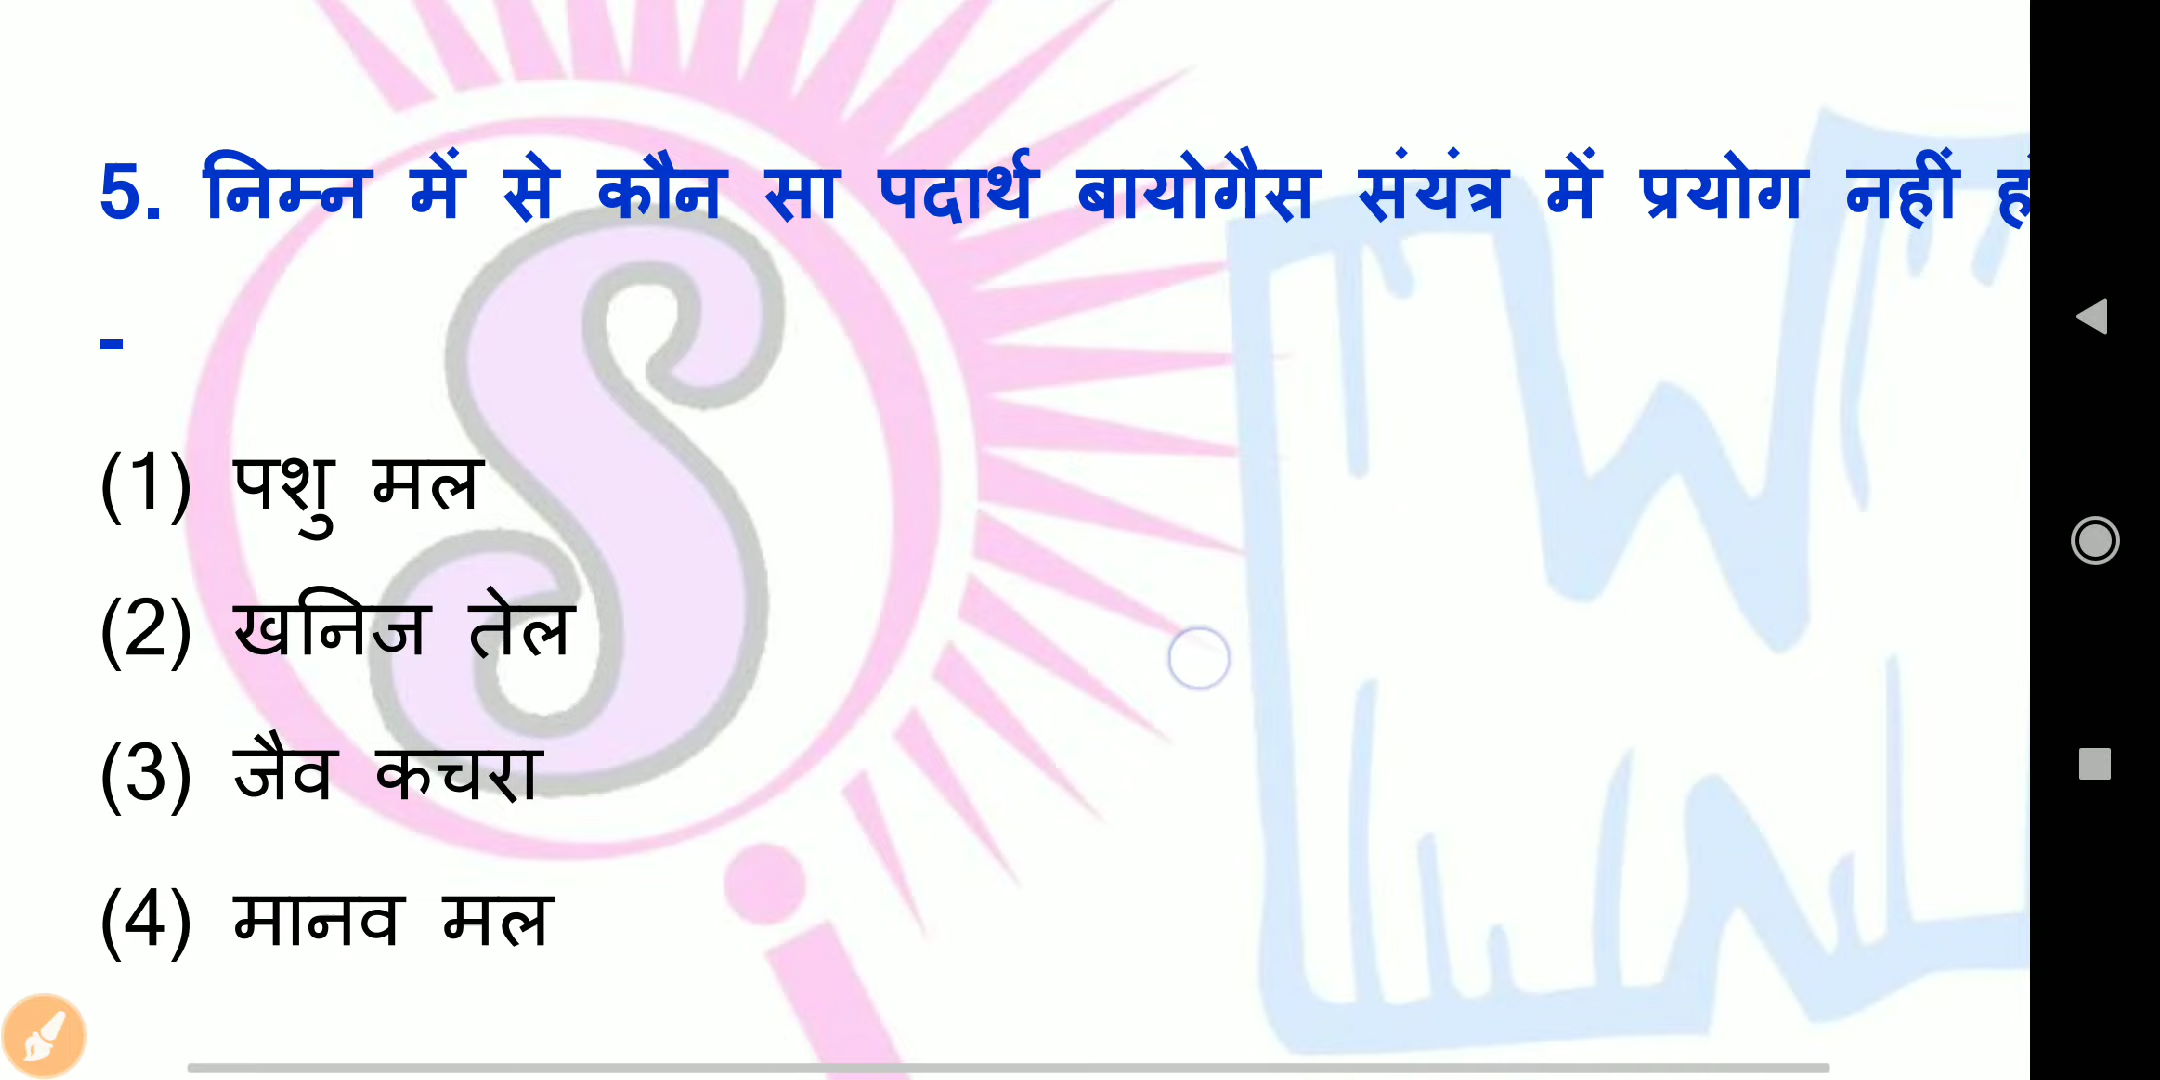 5. निम्न में से कौन सा पदार्थ बायोगैस संयंत्र में प्रयोग नहीं
-
(1) पशु मल
(2) खनिज तेल
(3) जैव कचरा
(4) मानव मल